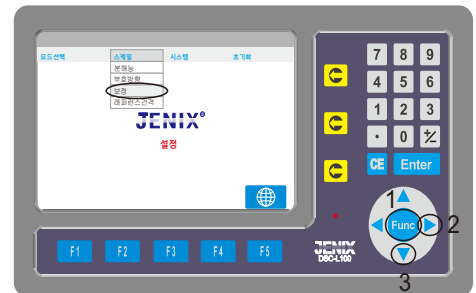 모드선택 스케일 시스템 초기화
분해능
부호방향
보정
레퍼런스간격
JENIX®
설정
7 8 9
4 5 6
1 2 3
· 0 +/-
CE Enter
1
Func
2
3
F1 F2 F3 F4 F5
JENIX
DSC-L100